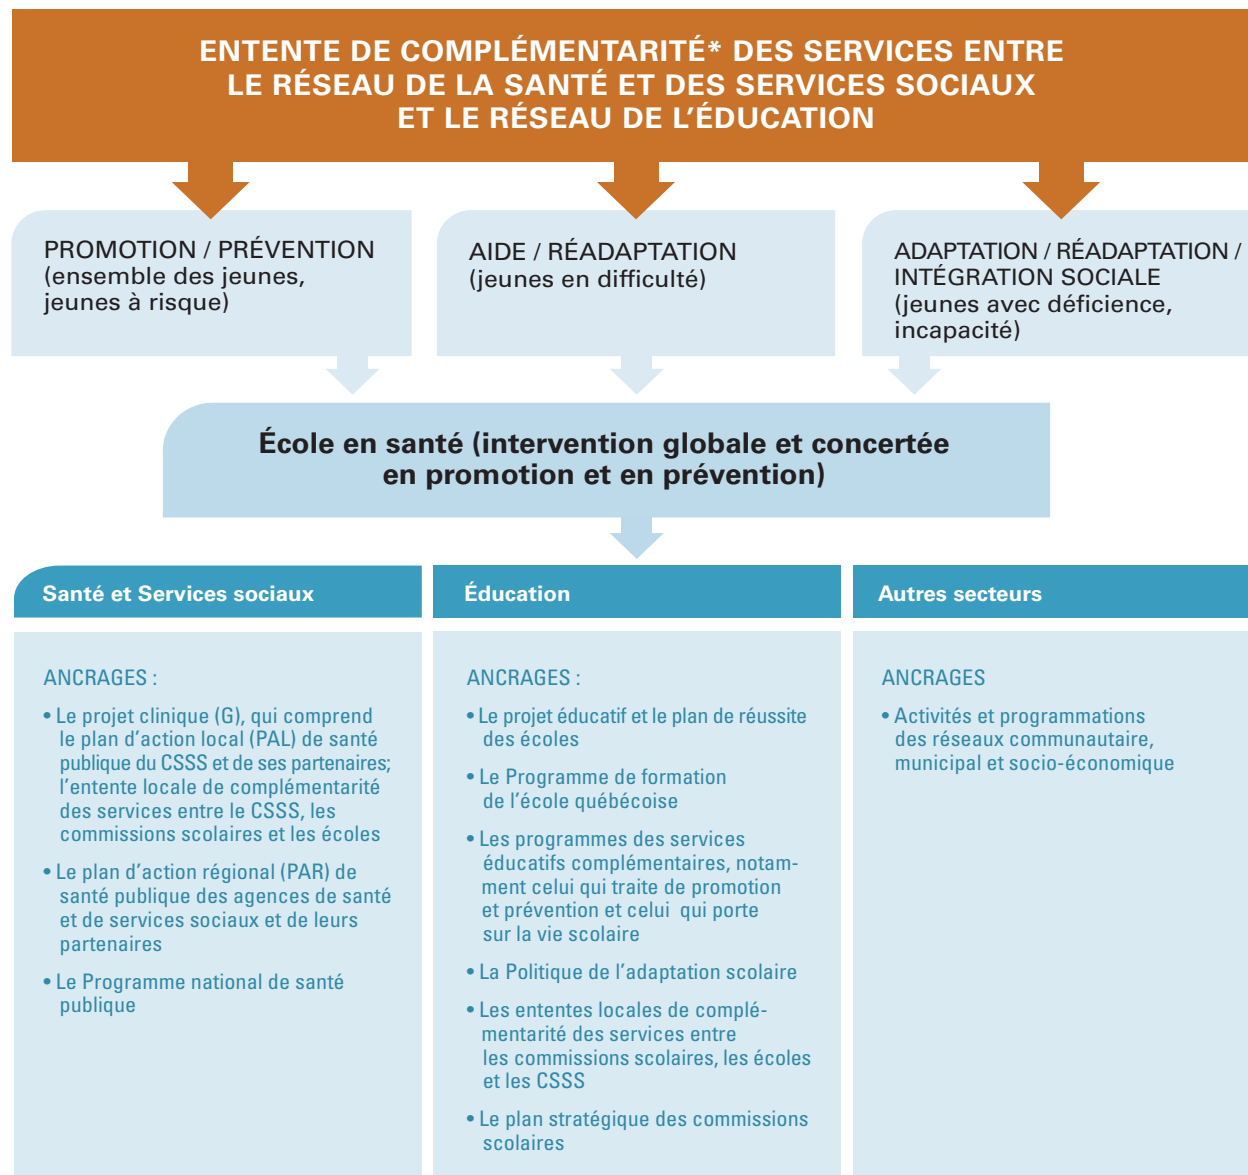 ENTENTE DE COMPLÉMENTARITÉ* DES SERVICES ENTRE
LE RÉSEAU DE LA SANTÉ ET DES SERVICES SOCIAUX
ET LE RÉSEAU DE L’ÉDUCATION
PROMOTION / PRÉVENTION
(ensemble des jeunes,
jeunes à risque)
AIDE / RÉADAPTATION
(jeunes en difficulté)
ADAPTATION / RÉADAPTATION /
INTÉGRATION SOCIALE
(jeunes avec déficience,
incapacité)
École en santé (intervention globale et concertée
en promotion et en prévention)
Santé et Services sociaux
ANCRAGES :
• Le projet clinique (G), qui comprend
le plan d’action local (PAL) de santé
publique du CSSS et de ses partenaires;
l’entente locale de complémentarité
des services entre le CSSS, les
commissions scolaires et les écoles
• Le plan d’action régional (PAR) de
santé publique des agences de santé
et de services sociaux et de leurs
partenaires
• Le Programme national de santé
publique
Éducation
ANCRAGES :
• Le projet éducatif et le plan de réussite
des écoles
• Le Programme de formation
de l’école québécoise
• Les programmes des services
éducatifs complémentaires, notam-
ment celui qui traite de promotion
et prévention et celui qui porte
sur la vie scolaire
• La Politique de l’adaptation scolaire
• Les ententes locales de complé-
mentarité des services entre
les commissions scolaires, les écoles
et les CSSS
• Le plan stratégique des commissions
scolaires
Autres secteurs
ANCRAGES
• Activités et programmations
des réseaux communautaire,
municipal et socio-économique